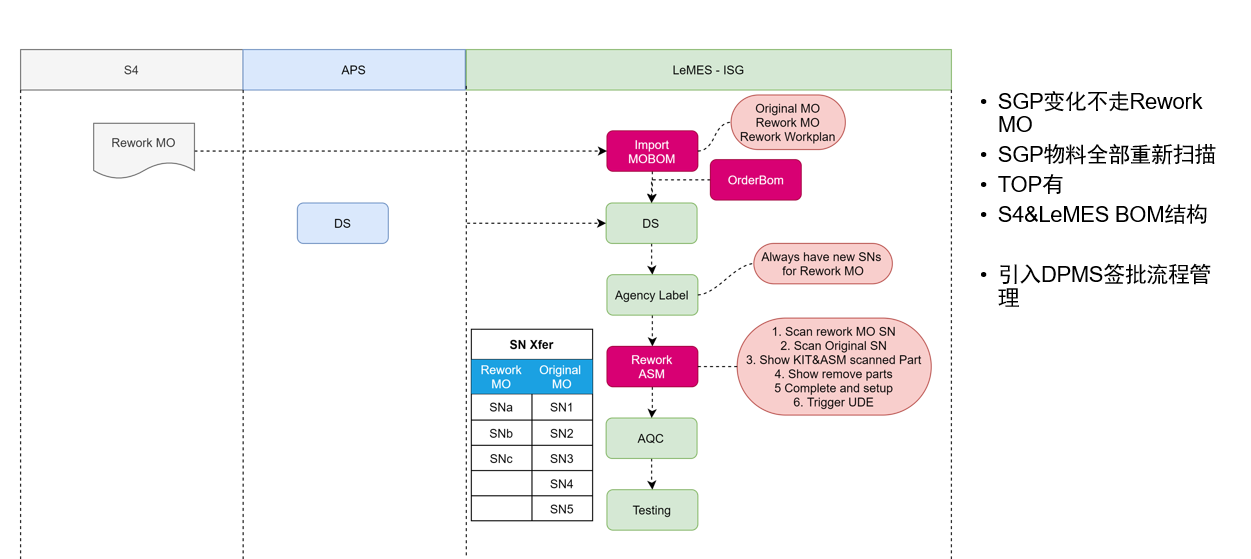 S4
APS
LeMES - ISG
Rework MO
Import
MOBOM
Original MO
Rework MO
Rework Workplan
OrderBom
DS
DS
Always have new SNs
for Rework MO
Agency Label
SN Xfer
Rework
MO
Original
MO
SNa
SN1
SNb
SN2
SNc
SN3
SN4
SN5
Rework
ASM
1. Scan rework MO SN
2. Scan Original SN
3. Show KIT&ASM scanned Part
4. Show remove parts
5 Complete and setup
6. Trigger UDE
AQC
Testing
• SGP变化不走Rework
MO
• SGP物料全部重新扫描
• TOP有
• S4&LeMES BOM结构
• 引入DPMS签批流程管
理